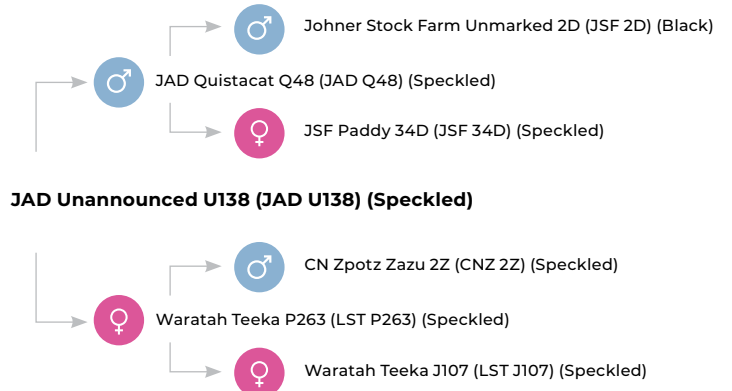 Johner Stock Farm Unmarked 2D (JSF 2D) (Black)
JAD Quistacat Q48 (JAD Q48) (Speckled)
JSF Paddy 34D (JSF 34D) (Speckled)
JAD Unannounced U138 (JAD U138) (Speckled)
CN Zpotz Zazu 2Z (CNZ 2Z) (Speckled)
Waratah Teeka P263 (LST P263) (Speckled)
Waratah Teeka J107 (LST J107) (Speckled)